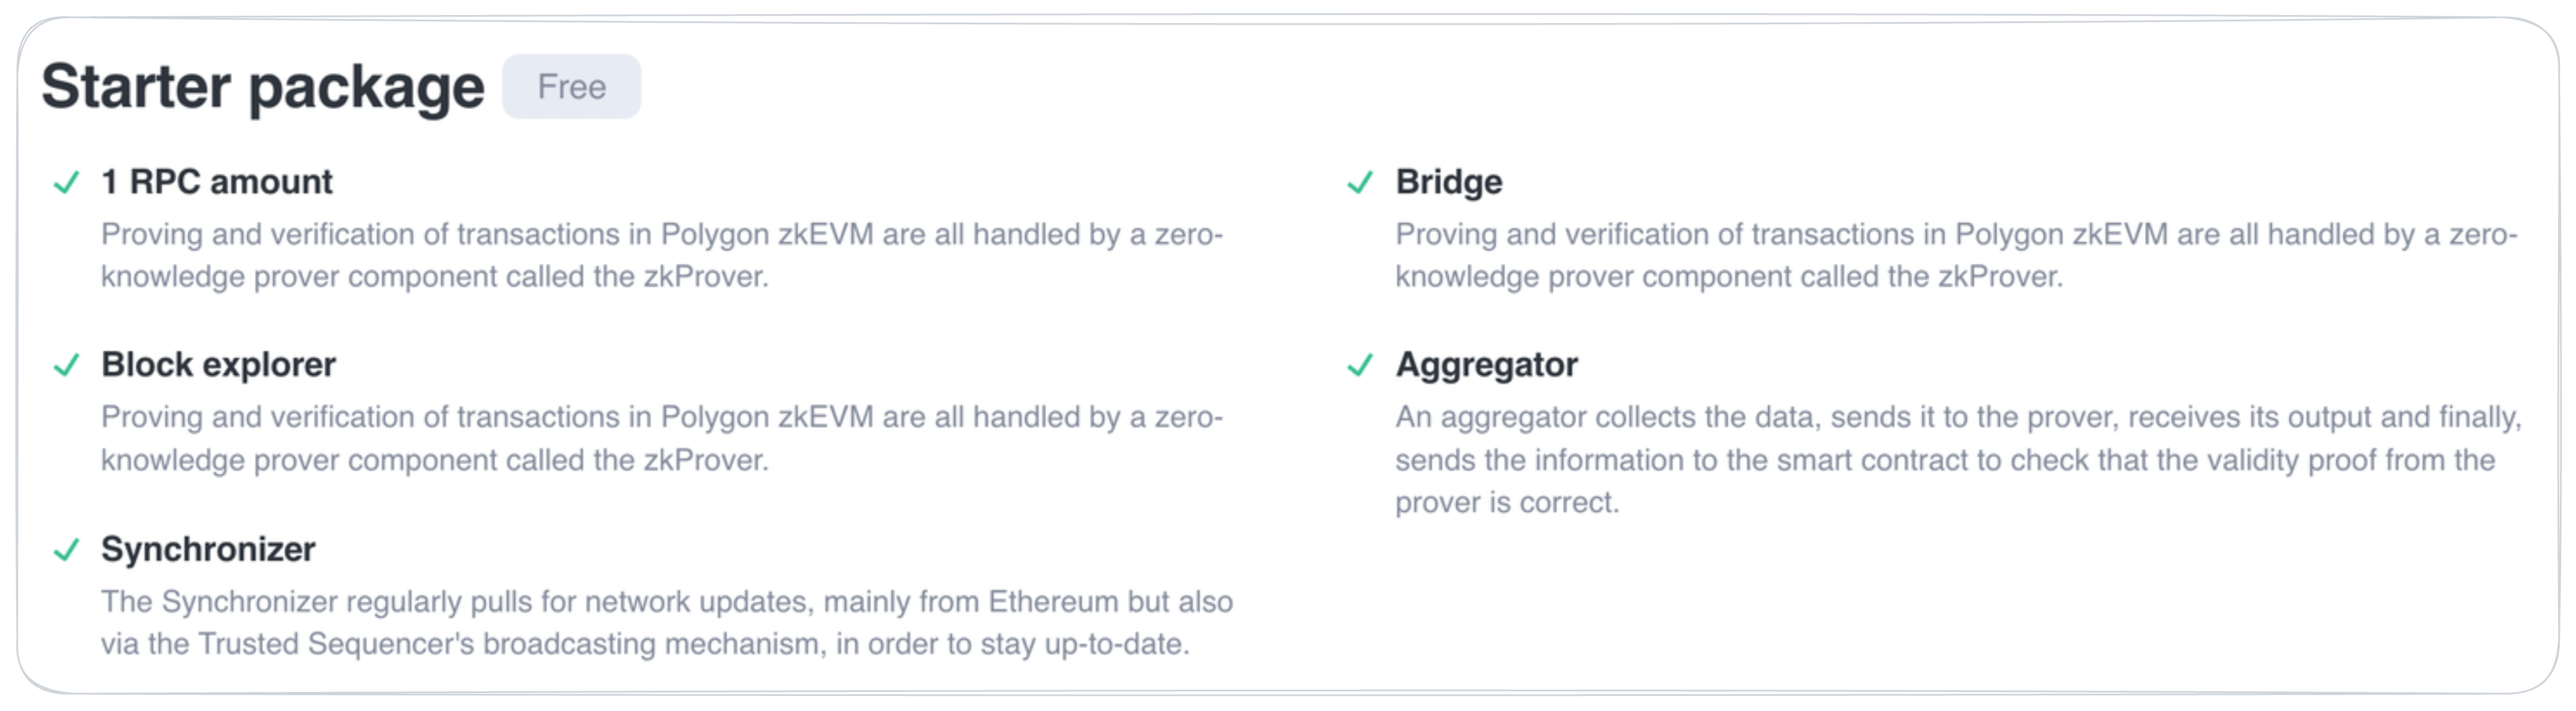 Starter package Free
1 RPC amount
Proving and verification of transactions in Polygon zkEVM are all handled by a zero-
knowledge prover component called the zkProver.
Block explorer
Proving and verification of transactions in Polygon zkEVM are all handled by a zero-
knowledge prover component called the zkProver.
Synchronizer
The Synchronizer regularly pulls for network updates, mainly from Ethereum but also
via the Trusted Sequencer's broadcasting mechanism, in order to stay up-to-date.
Bridge
Proving and verification of transactions in Polygon zkEVM are all handled by a zero-
knowledge prover component called the zkProver.
Aggregator
An aggregator collects the data, sends it to the prover, receives its output and finally,
sends the information to the smart contract to check that the validity proof from the
prover is correct.